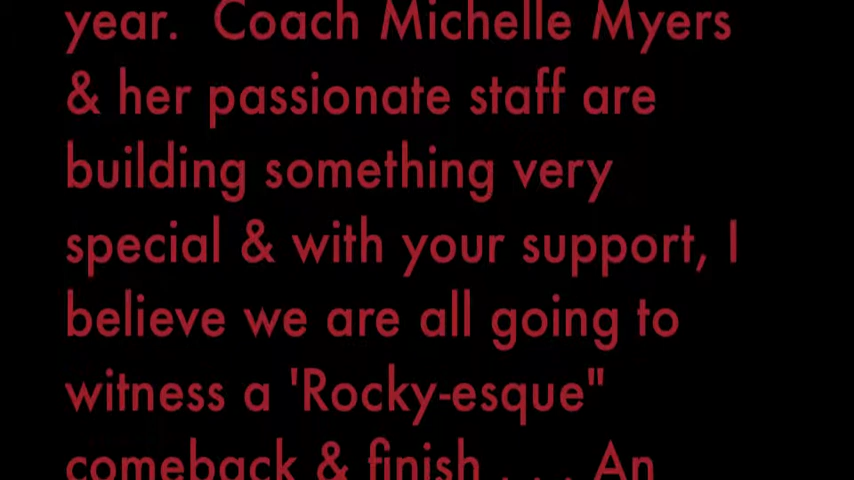 year.  Coach Michelle Myers
& her passionate staff are
building something very
special & with your support, I
believe we are all going to
witness a 'Rocky-esque"
comeback & finish . . . An